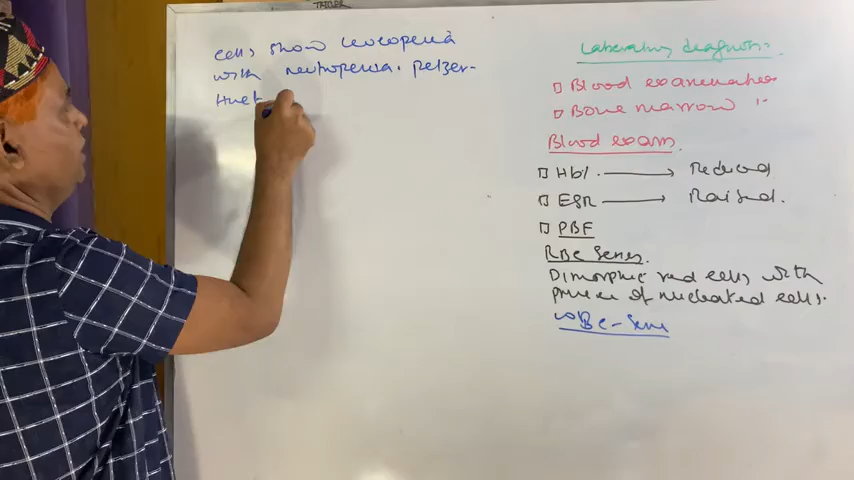 Laboratory diagnosis.
Blood examination
Bone marrow "
Blood exam.
Hb%. → Reduced
ESR → Raised.
PBF
RBC Series.
Dimorphic red cells with
presence of nucleated cells.
WBC - Series
cells show leucopenia
with neutropenia. pelger-
Huet